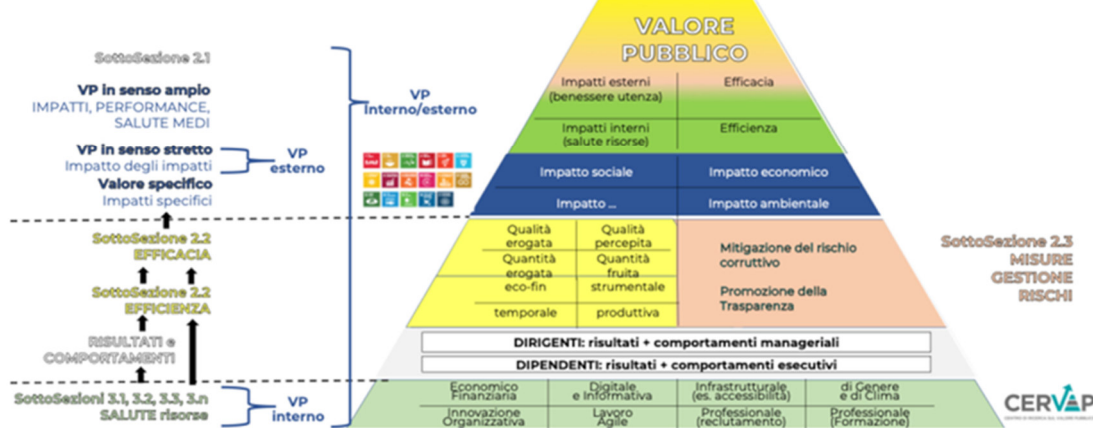 SottoSezione 2.1
VP in senso ampio
IMPATTI, PERFORMANCE,
SALUTE MEDI
VP in senso stretto
Impatto degli impatti
Valore specifico
Impatti specifici
SottoSezione 2.2
EFFICACIA
SottoSezione 2.2
EFFICIENZA
RISULTATI e
COMPORTAMENTI
SottoSezioni 3.1, 3.2, 3.3, 3.n
SALUTE risorse
VP
esterno
VP
interno
VP
Interno/esterno
VALORE
PUBBLICO
Impatti esterni
(benessere utenza)
Efficacia
Impatti interni
(salute risorse)
Efficienza
Impatto sociale
Impatto economico
Impatto ...
Impatto ambientale
Qualità
erogata
Qualità
percepita
Quantità
erogata
Quantità
fruita
eco-fin
strumentale
temporale
produttiva
Mitigazione del rischio
corruttivo
Promozione della
Trasparenza
DIRIGENTI: risultati + comportamenti manageriali
DIPENDENTI: risultati + comportamenti esecutivi
Economico
Finanziaria
Digitale
e Informativa
Infrastrutturale
(es. accessibilità)
di Genere
e di Clima
Innovazione
Organizzativa
Lavoro
Agile
Professionale
(reclutamento)
Professionale
(Formazione)
SottoSezione 2.3
MISURE
GESTIONE
RISCHI
CERVAP
CENTRO DI RICERCA SUL VALORE PUBBLICO